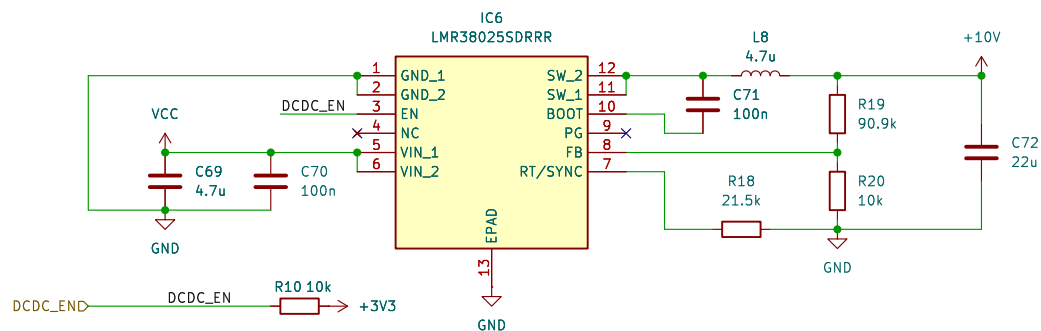 IC6
LMR38025SDRRR
L8
4.7u
+10V
1 GND_1 SW_2 12
2 GND_2 SW_1 11
DCDC_EN 3 EN BOOT 10
4 NC PG 9
5 VIN_1 FB 8
6 VIN_2 RT/SYNC 7
EPAD
13
GND
VCC
C69
4.7u
C70
100n
GND
C71
100n
R19
90.9k
C72
22u
R18
21.5k
R20
10k
GND
DCDC_EN DCDC_EN R10 10k +3V3